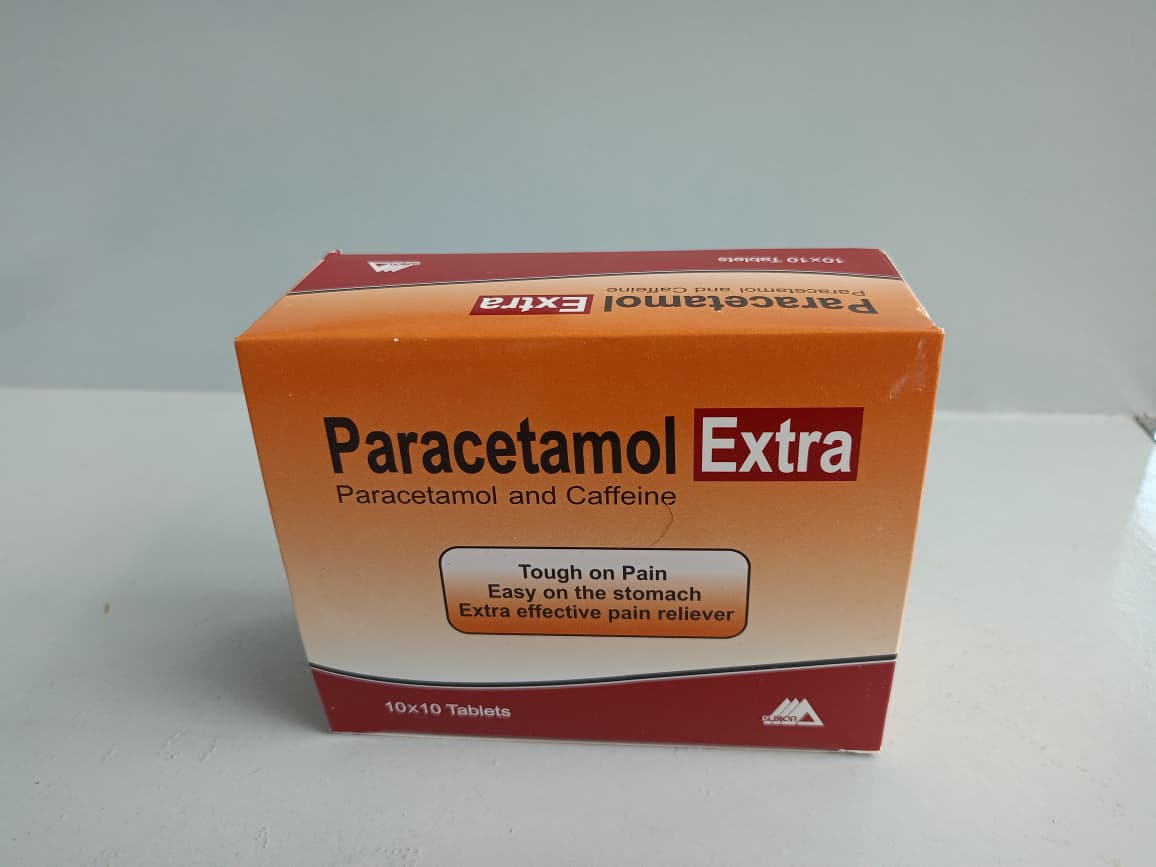 10x10 Tablets
Paracetamol Extra
Paracetamol and Caffeine
Paracetamol Extra
Paracetamol and Caffeine
Tough on Pain
Easy on the stomach
Extra effective pain reliever
10x10 Tablets
ALBION